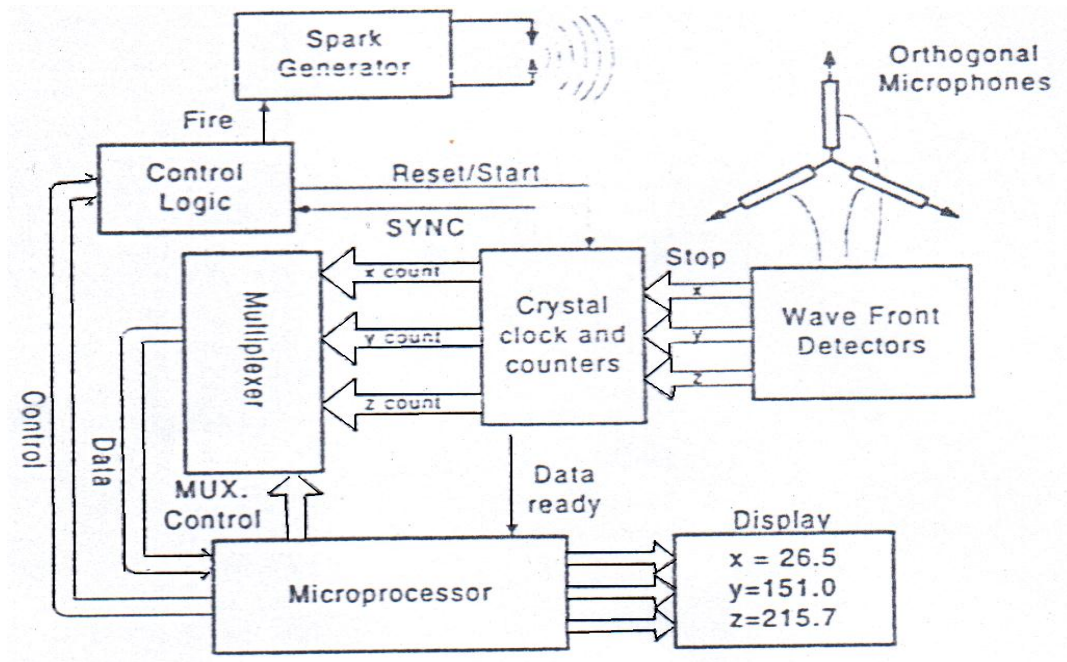 Spark
Generator
Orthogonal
Microphones
Fire
Control
Logic
Reset/Start
SYNC
Stop
x count
y count
z count
Multiplexer
Crystal
clock and
counters
x
y
z
Wave Front
Detectors
Control
Data
MUX.
Control
Data
ready
Display
x = 26.5
y=151.0
z=215.7
Microprocessor